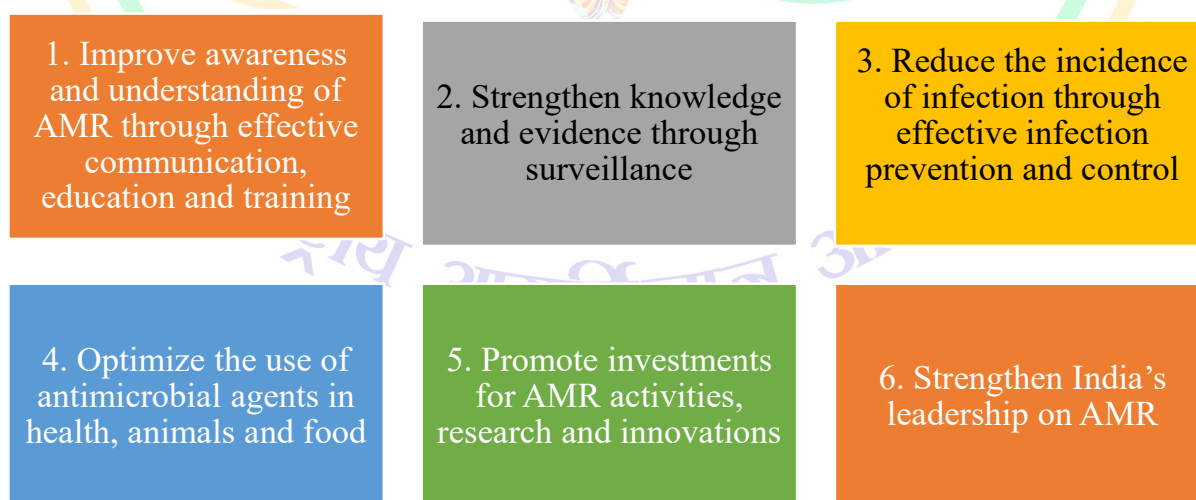 1. Improve awareness
and understanding of
AMR through effective
communication,
education and training
2. Strengthen knowledge
and evidence through
surveillance
3. Reduce the incidence
of infection through
effective infection
prevention and control
4. Optimize the use of
antimicrobial agents in
health, animals and food
5. Promote investments
for AMR activities,
research and innovations
6. Strengthen India’s
leadership on AMR